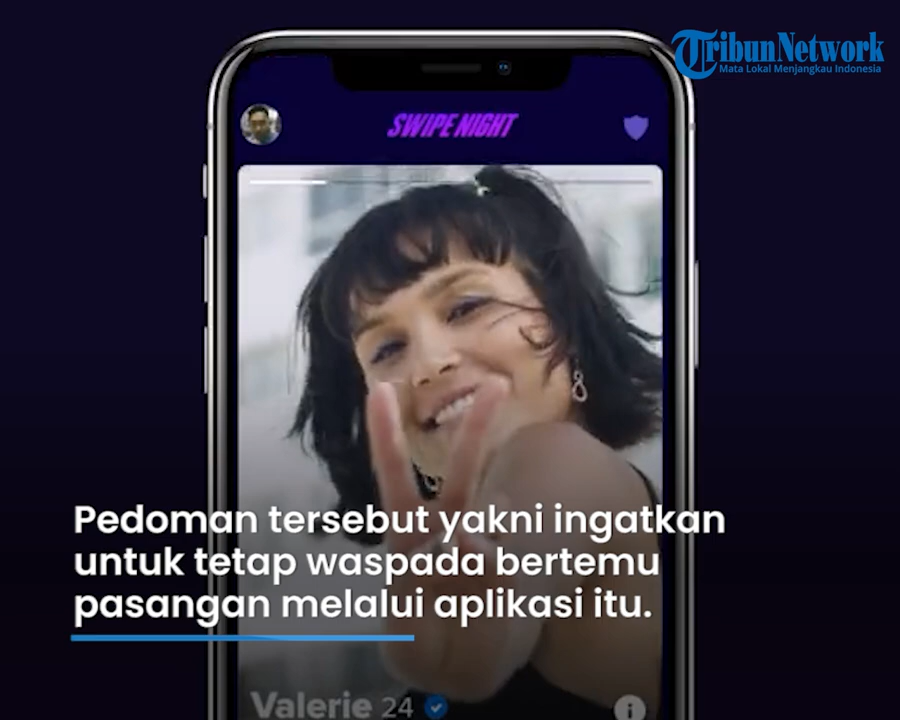 TribunNetwork
Mata Lokal Menjangkau Indonesia
SWIPE NIGHT
Pedoman tersebut yakni ingatkan
untuk tetap waspada bertemu
pasangan melalui aplikasi itu.
Valerie 24